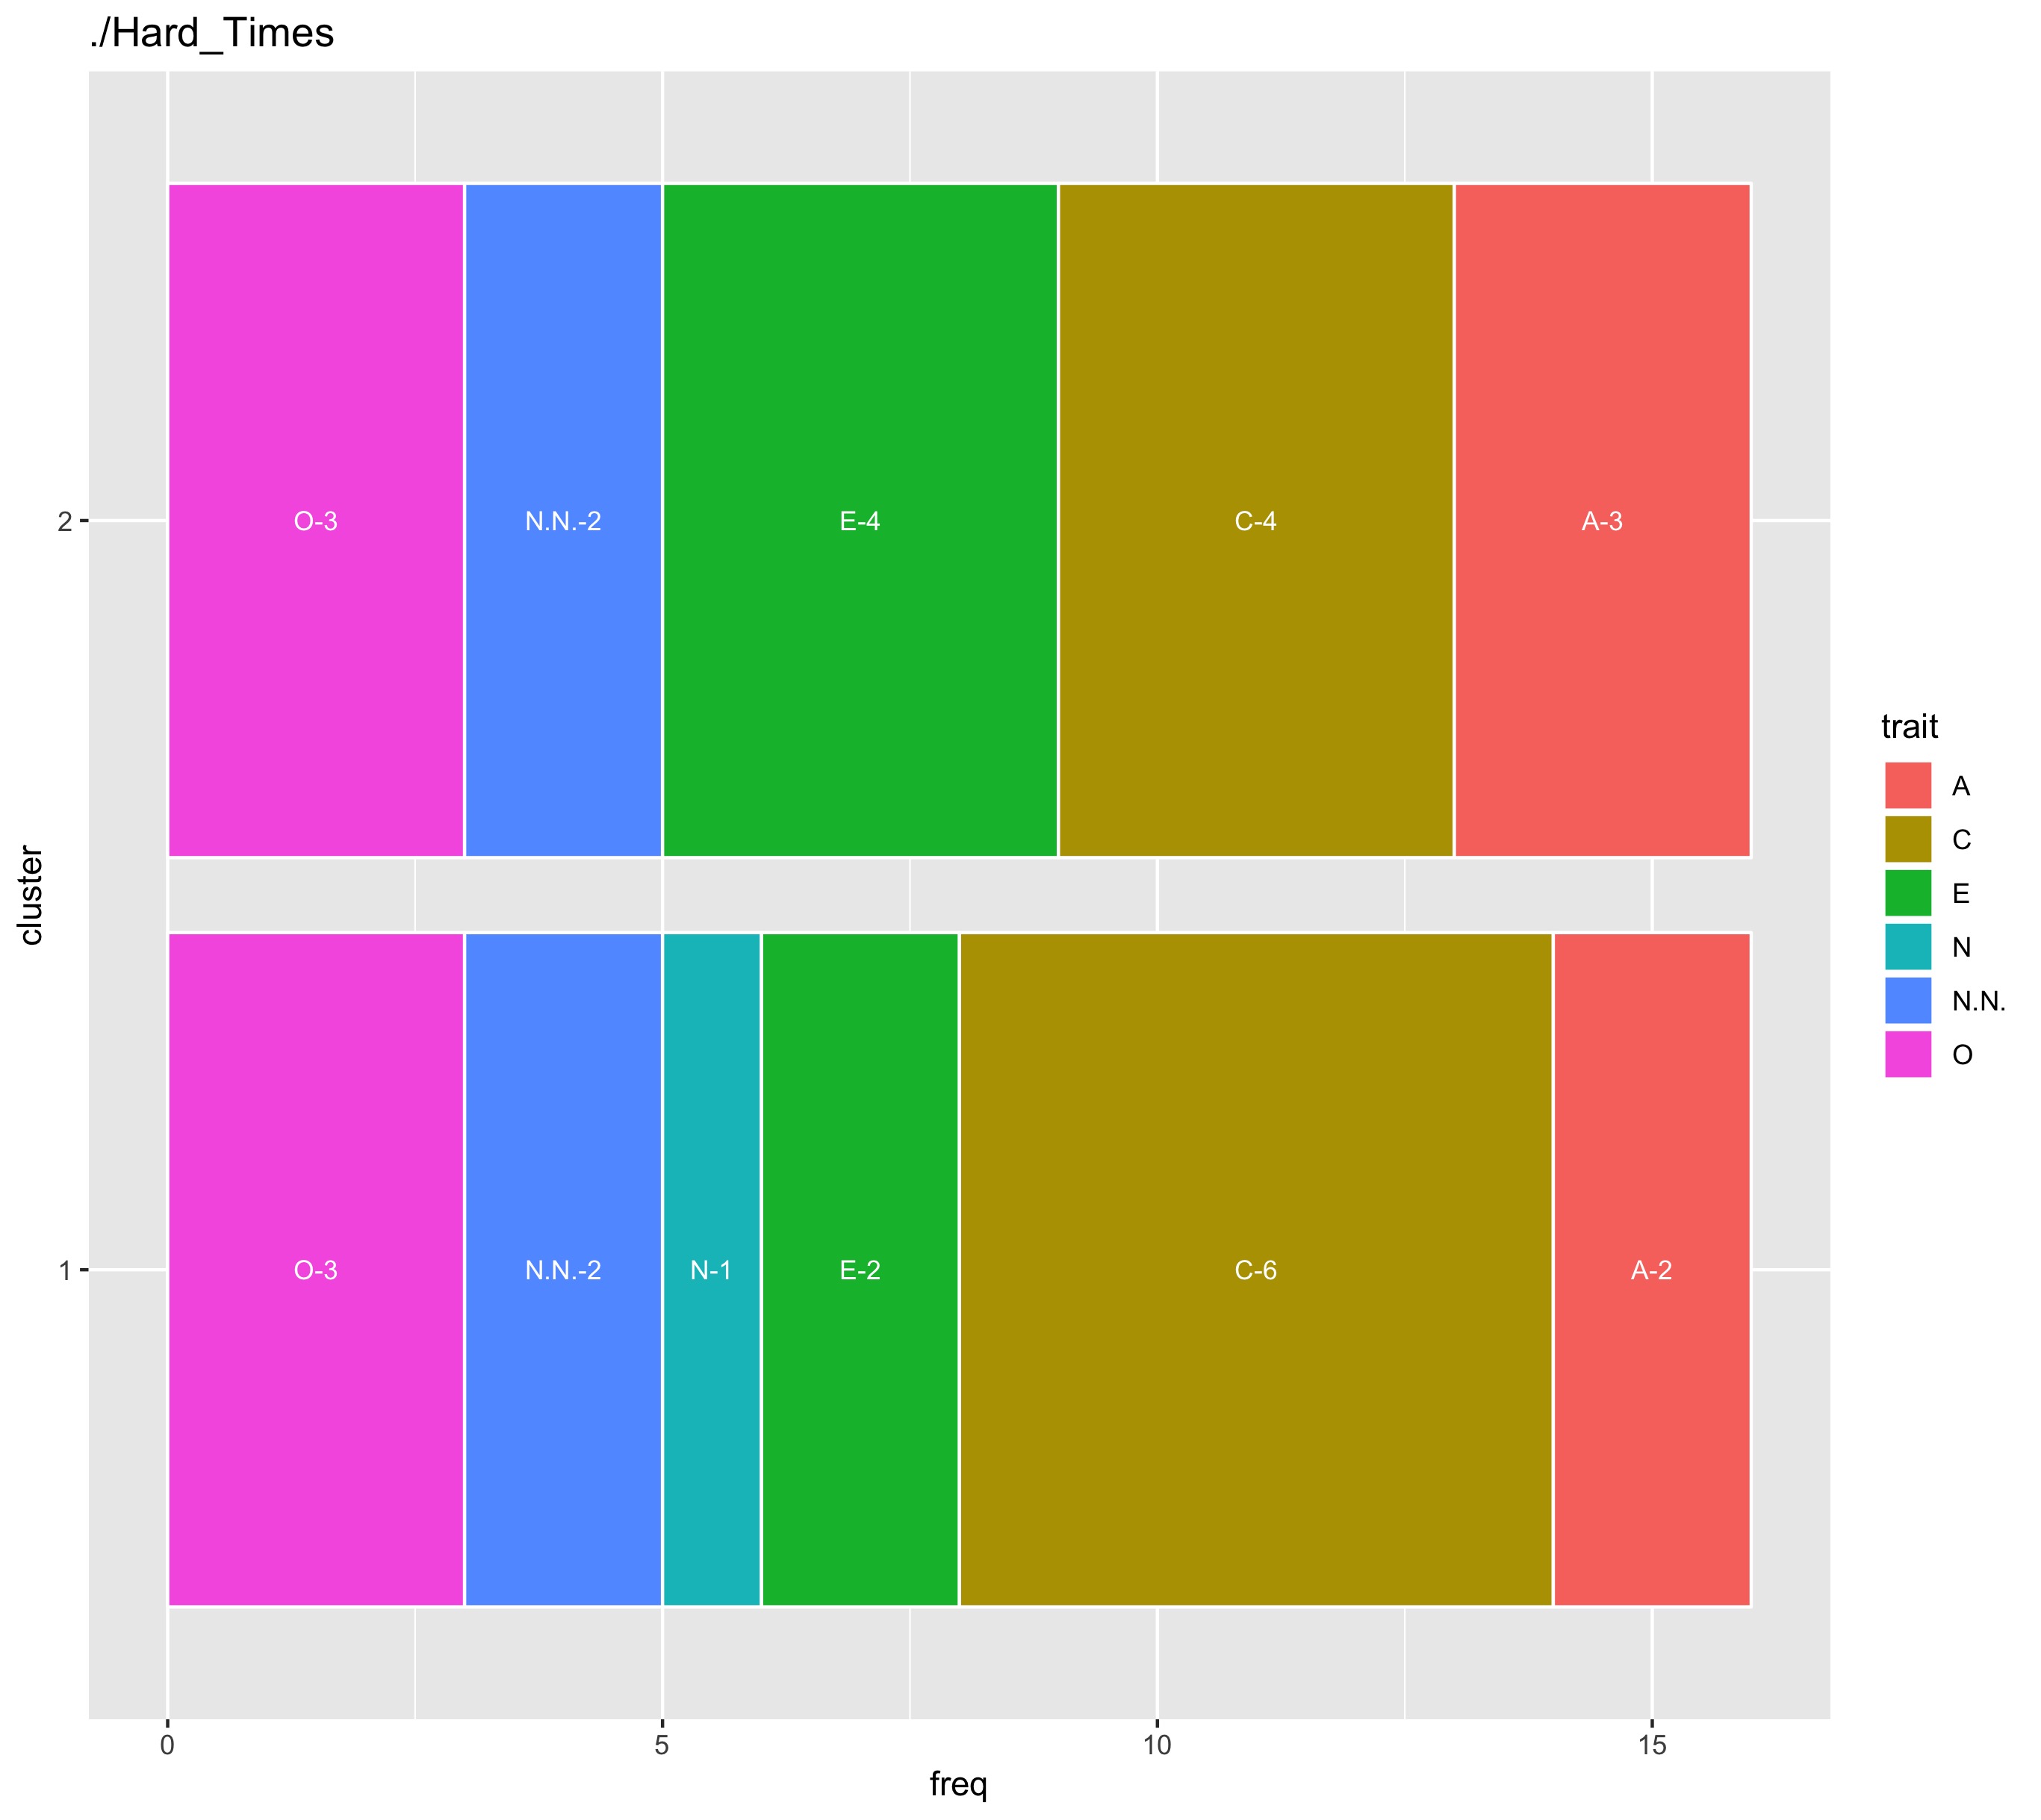 ./Hard_Times
cluster
2
O-3 N.N.-2 E-4 C-4 A-3
1
O-3 N.N.-2 N-1 E-2 C-6 A-2
0 5 10 15
freq
trait
A
C
E
N
N.N.
O